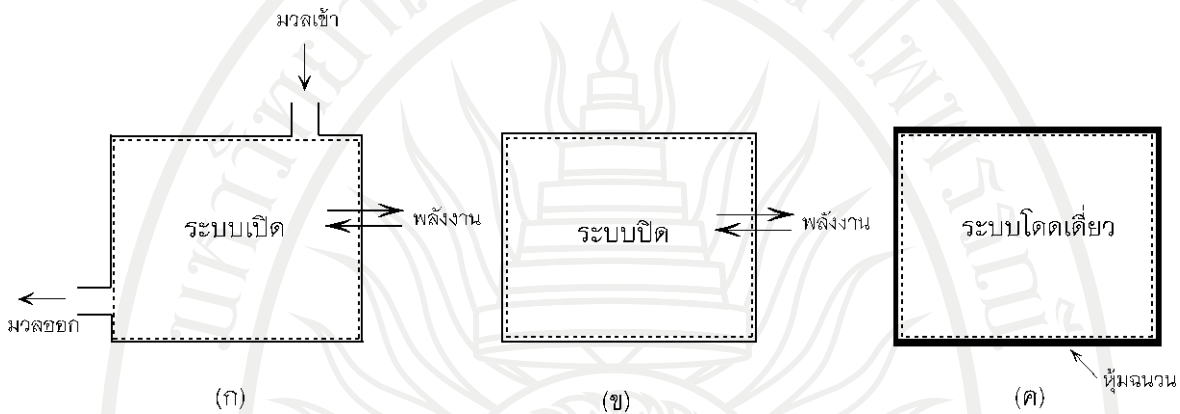 มวลเข้า
ระบบเปิด
พลังงาน
มวลออก
(ก)
ระบบปิด
พลังงาน
(ข)
ระบบโดดเดี่ยว
หุ้มฉนวน
(ค)